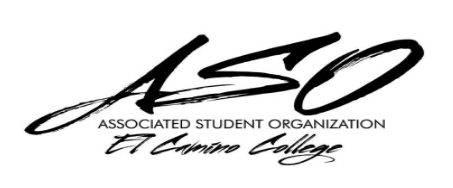 ASO
ASSOCIATED STUDENT ORGANIZATION
El Camino College